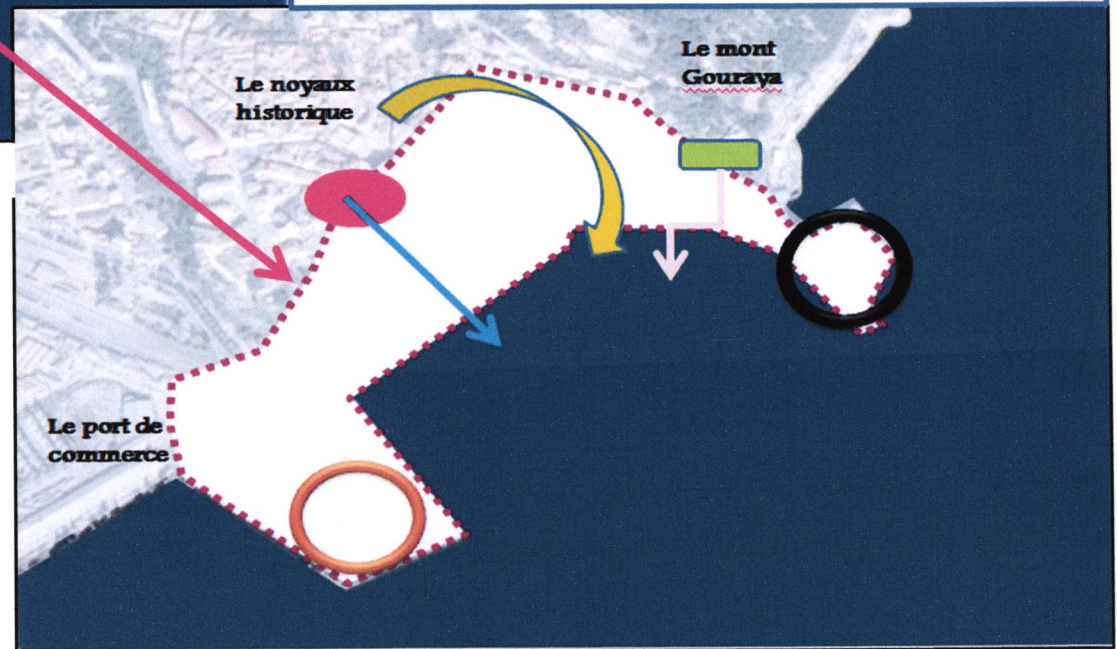 Le mont
Gouraya
Le noyaux
historique
Le port de
commerce